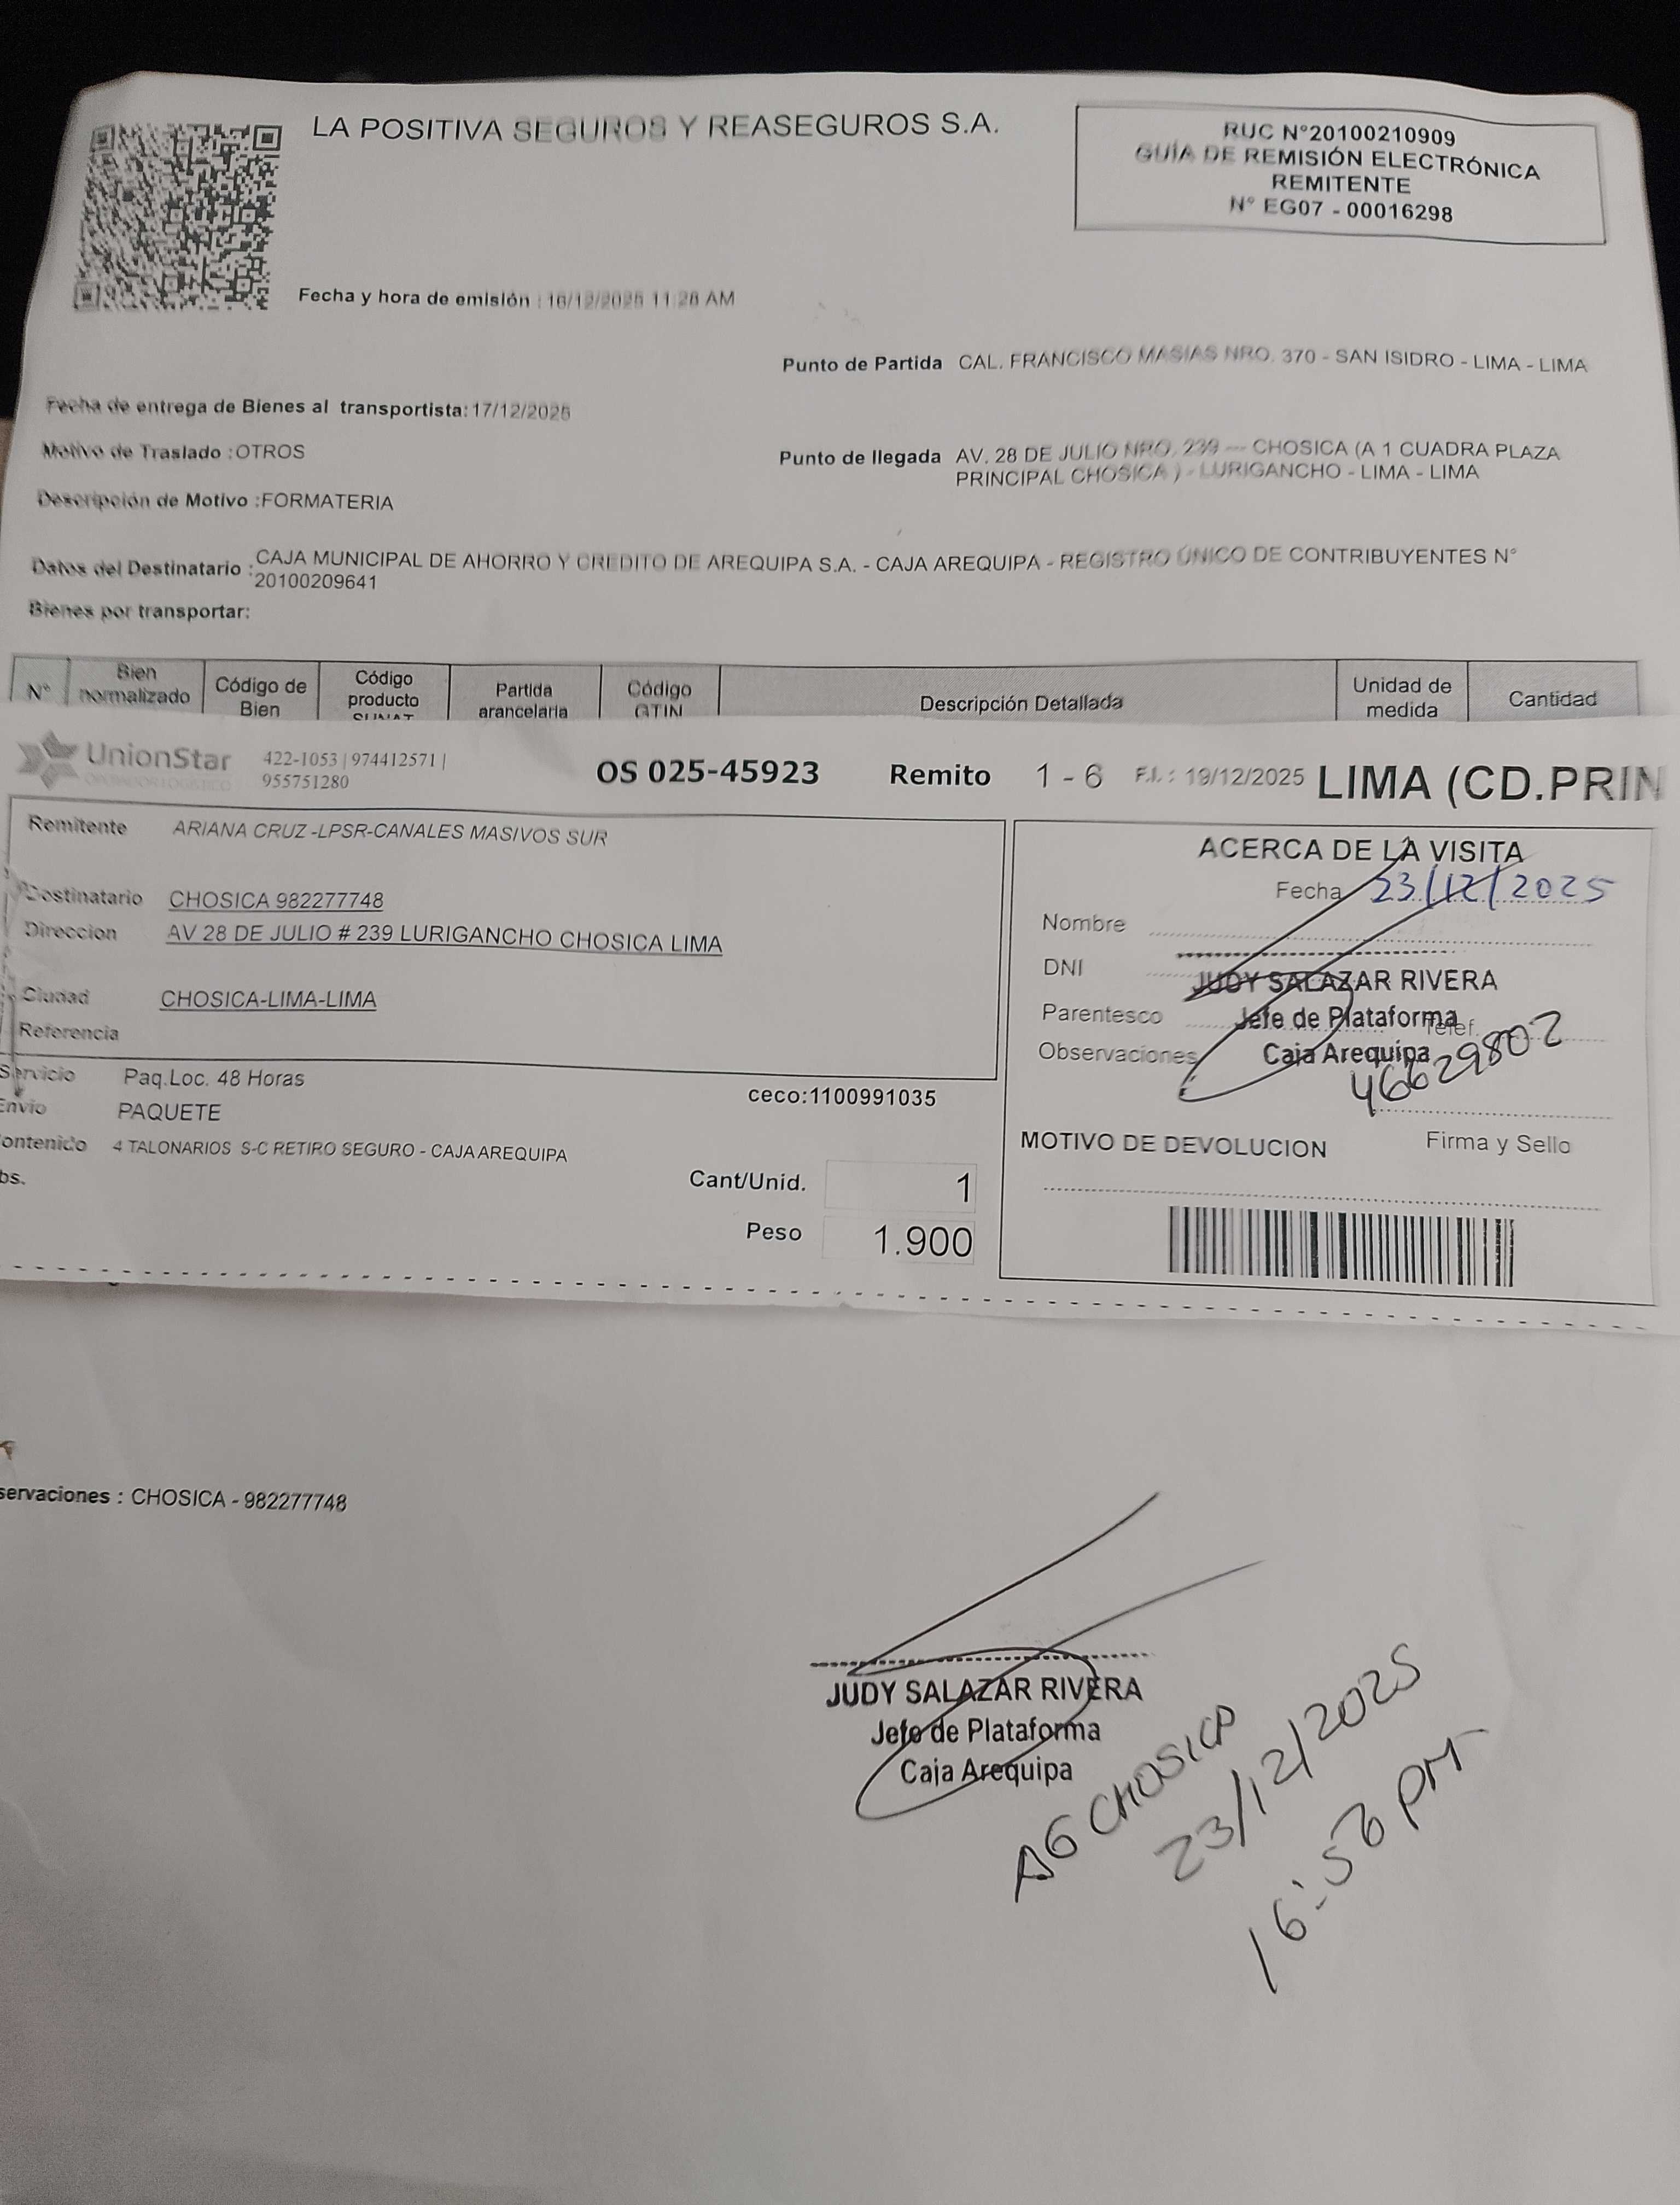 LA POSITIVA SEGUROS Y REASEGUROS S.A.
RUC N°20100210909
GUÍA DE REMISIÓN ELECTRÓNICA
REMITENTE
N° EG07 - 00016298
Fecha y hora de emisión : 16/12/2025 11:28 AM
Punto de Partida CAL. FRANCISCO MASIAS NRO. 370 - SAN ISIDRO - LIMA - LIMA
Fecha de entrega de Bienes al transportista:17/12/2025
Motivo de Traslado :OTROS
Punto de llegada AV. 28 DE JULIO NRO. 239 -- CHOSICA (A 1 CUADRA PLAZA
PRINCIPAL CHOSICA ) - LURIGANCHO - LIMA - LIMA
Descripción de Motivo :FORMATERIA
Datos del Destinatario : CAJA MUNICIPAL DE AHORRO Y CREDITO DE AREQUIPA S.A. - CAJA AREQUIPA - REGISTRO ÚNICO DE CONTRIBUYENTES N°
20100209641
Bienes por transportar:
N° Bien normalizado Código de Bien Código producto SUNAT Partida arancelaria Código GTIN Descripción Detallada Unidad de medida Cantidad
UnionStar
OPERADOR LOGISTICO
422-1053 | 974412571 |
955751280
OS 025-45923 Remito 1 - 6 F.I. : 19/12/2025 LIMA (CD.PRIN
Remitente ARIANA CRUZ -LPSR-CANALES MASIVOS SUR
Destinatario CHOSICA 982277748
Direccion AV 28 DE JULIO # 239 LURIGANCHO CHOSICA LIMA
Ciudad CHOSICA-LIMA-LIMA
Referencia
Servicio Paq.Loc. 48 Horas
Envio PAQUETE
ceco:1100991035
ontenido 4 TALONARIOS S-C RETIRO SEGURO - CAJA AREQUIPA
bs.
Cant/Unid. 1
Peso 1.900
ACERCA DE LA VISITA
Fecha 23/12/2025
Nombre
DNI
JUDY SALAZAR RIVERA
Parentesco
Jefe de Plataforma
Telef.
Observaciones
Caja Arequipa
46629802
MOTIVO DE DEVOLUCION
Firma y Sello
servaciones : CHOSICA - 982277748
JUDY SALAZAR RIVERA
Jefe de Plataforma
Caja Arequipa
AG CHOSICA
23/12/2025
PM